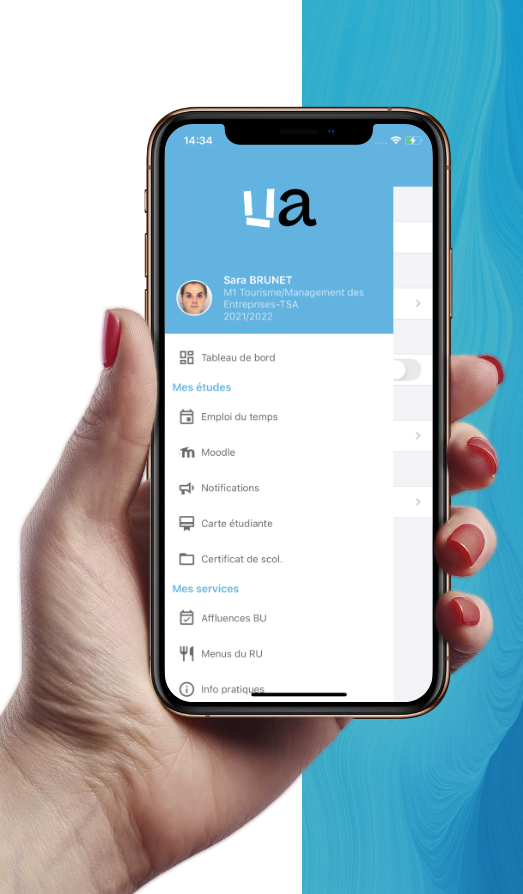 14:34
ua
Sara BRUNET
M1 Tourisme/Management des
Entreprises-TSA
2021/2022
Tableau de bord
Mes études
Emploi du temps
Moodle
Notifications
Carte étudiante
Certificat de scol.
Mes services
Affluences BU
Menus du RU
Info pratiques